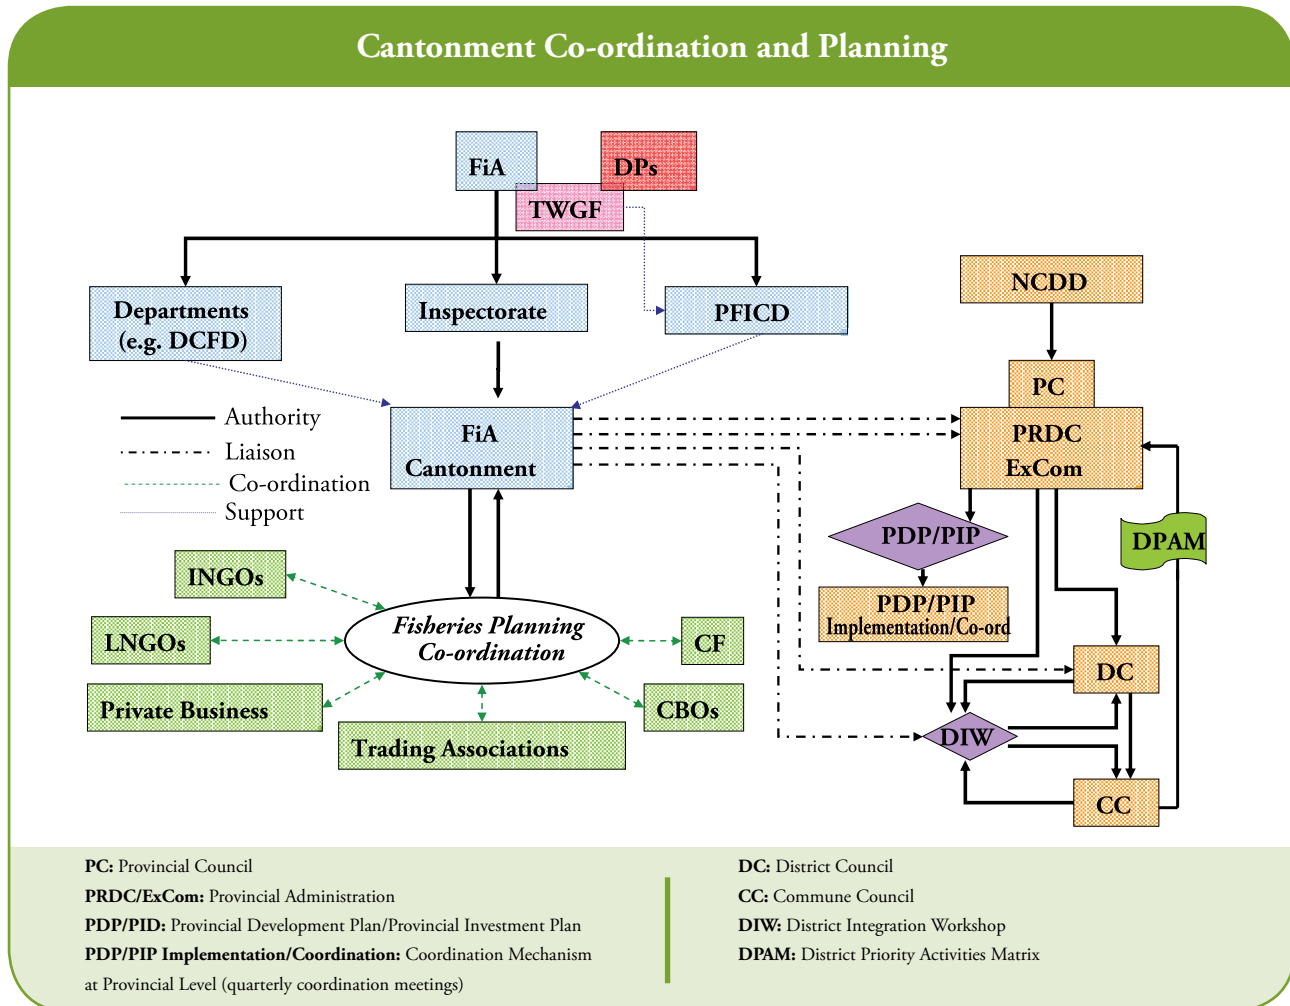 Cantonment Co-ordination and Planning
FiA
DPs
TWGF
Departments
(e.g. DCFD)
Inspectorate
PFICD
NCDD
PC
PRDC
ExCom
FiA
Cantonment
Authority
Liaison
Co-ordination
Support
PDP/PIP
DPAM
PDP/PIP
Implementation/Co-ord
INGOs
LNGOs
Private Business
Fisheries Planning
Co-ordination
CF
CBOs
Trading Associations
DC
DIW
CC
PC: Provincial Council
PRDC/ExCom: Provincial Administration
PDP/PID: Provincial Development Plan/Provincial Investment Plan
PDP/PIP Implementation/Coordination: Coordination Mechanism
at Provincial Level (quarterly coordination meetings)
DC: District Council
CC: Commune Council
DIW: District Integration Workshop
DPAM: District Priority Activities Matrix